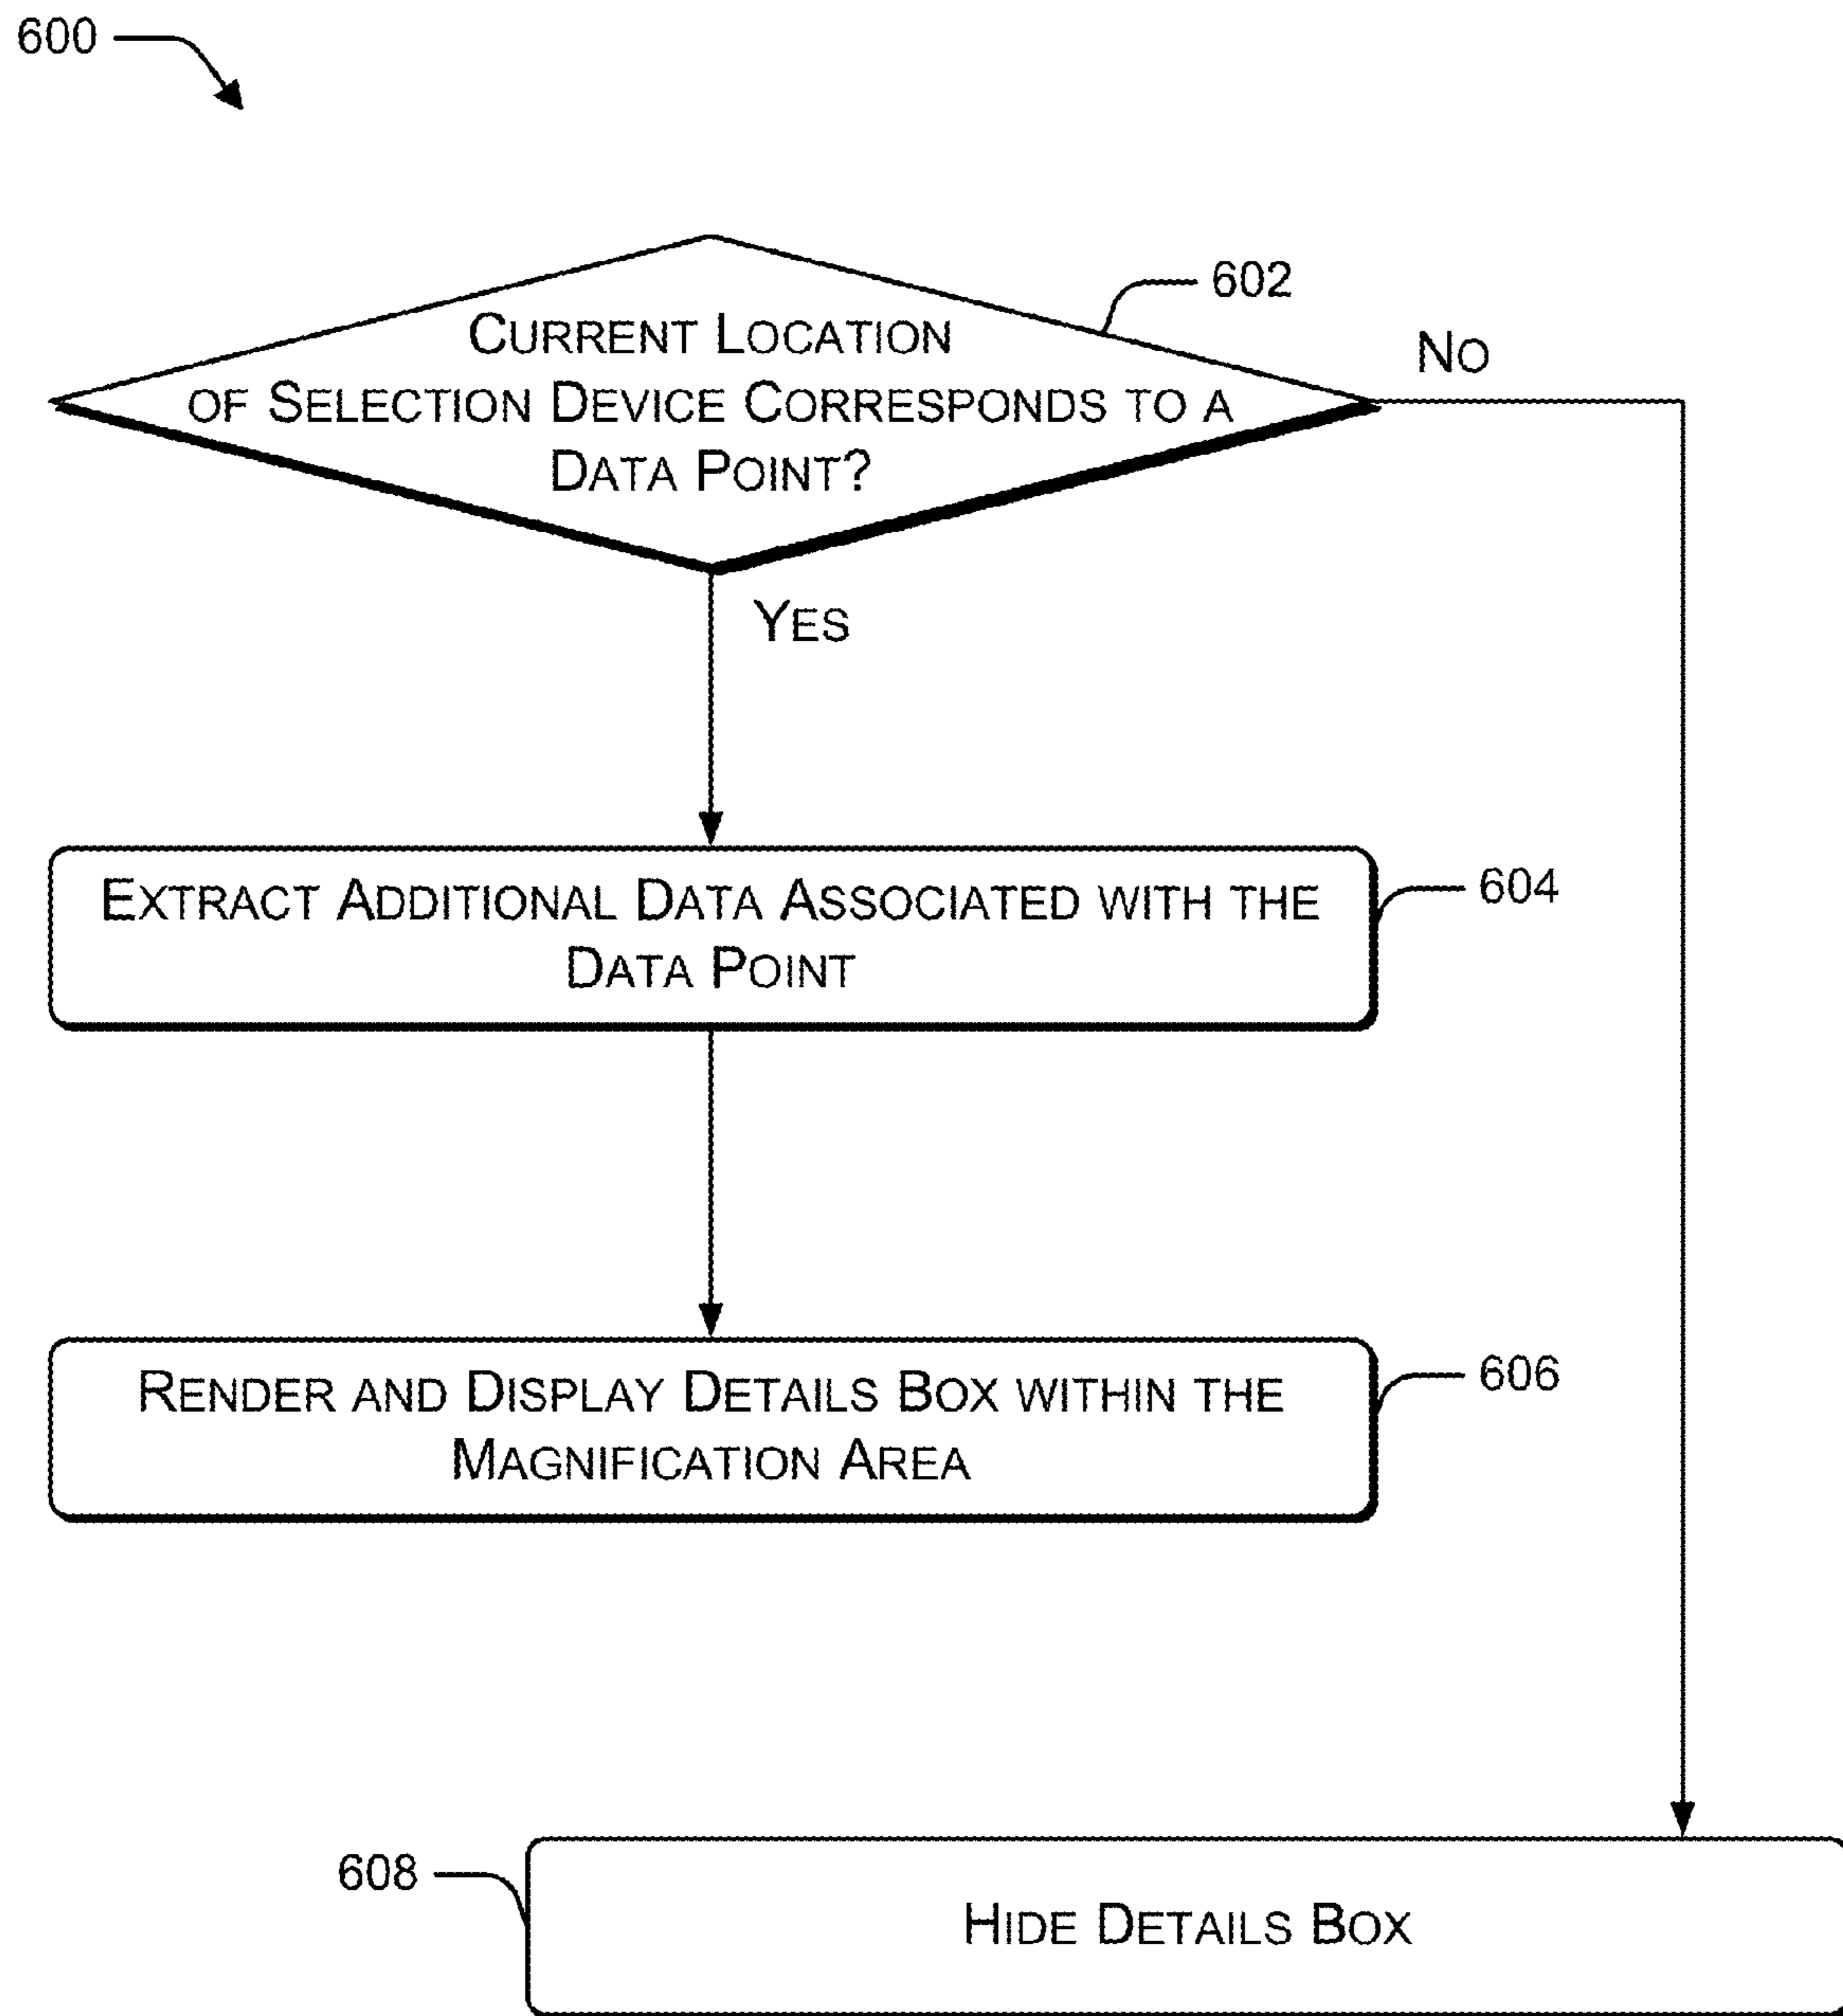 600
602
CURRENT LOCATION
OF SELECTION DEVICE CORRESPONDS TO A
DATA POINT?
NO
YES
604
EXTRACT ADDITIONAL DATA ASSOCIATED WITH THE
DATA POINT
606
RENDER AND DISPLAY DETAILS BOX WITHIN THE
MAGNIFICATION AREA
608
HIDE DETAILS BOX